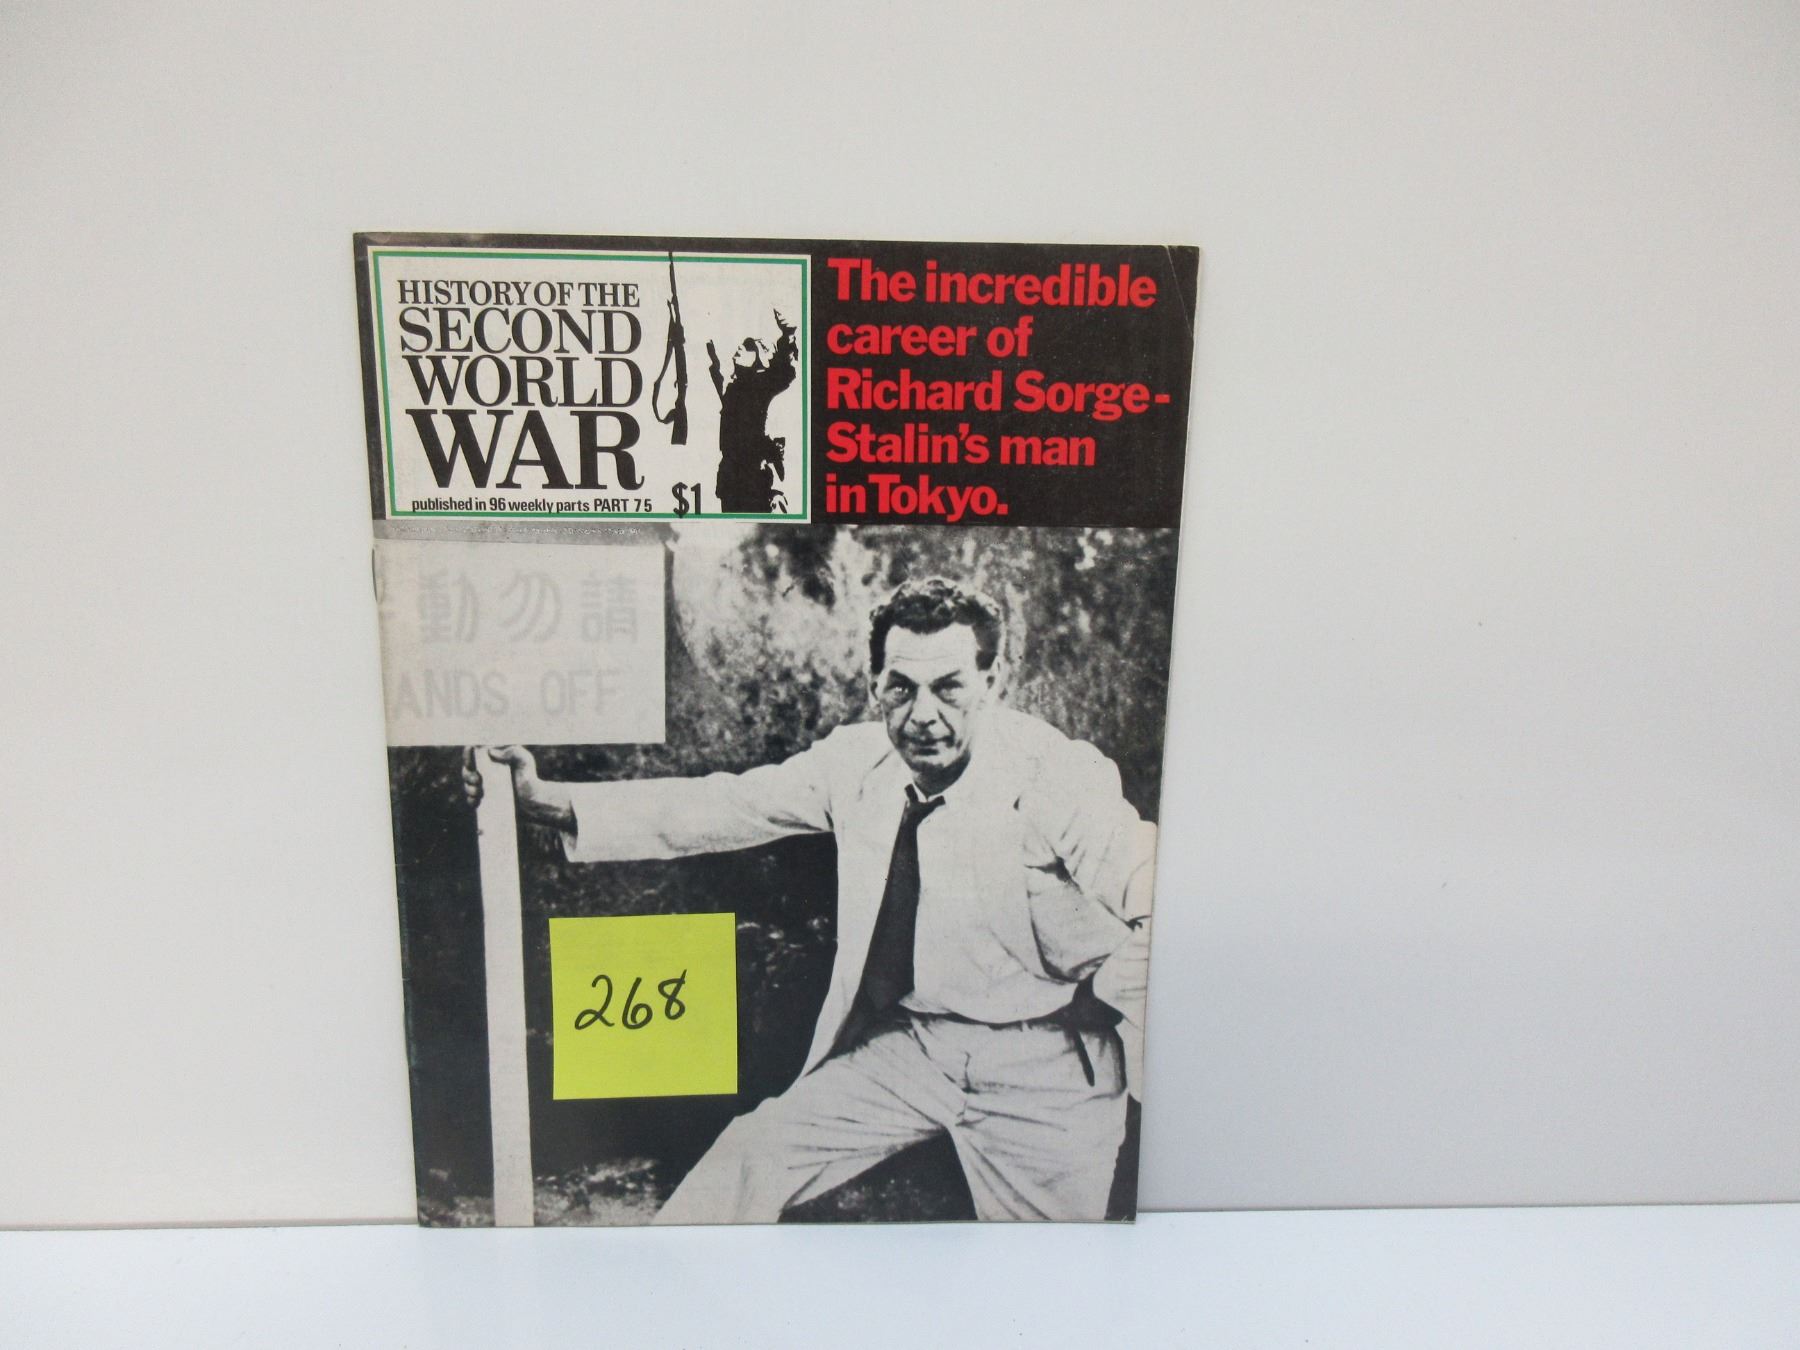 HISTORY OF THE
SECOND
WORLD
WAR
published in 96 weekly parts PART 75
$1
The incredible
career of
Richard Sorge-
Stalin's man
in Tokyo.
動勿請
ANDS OFF
268